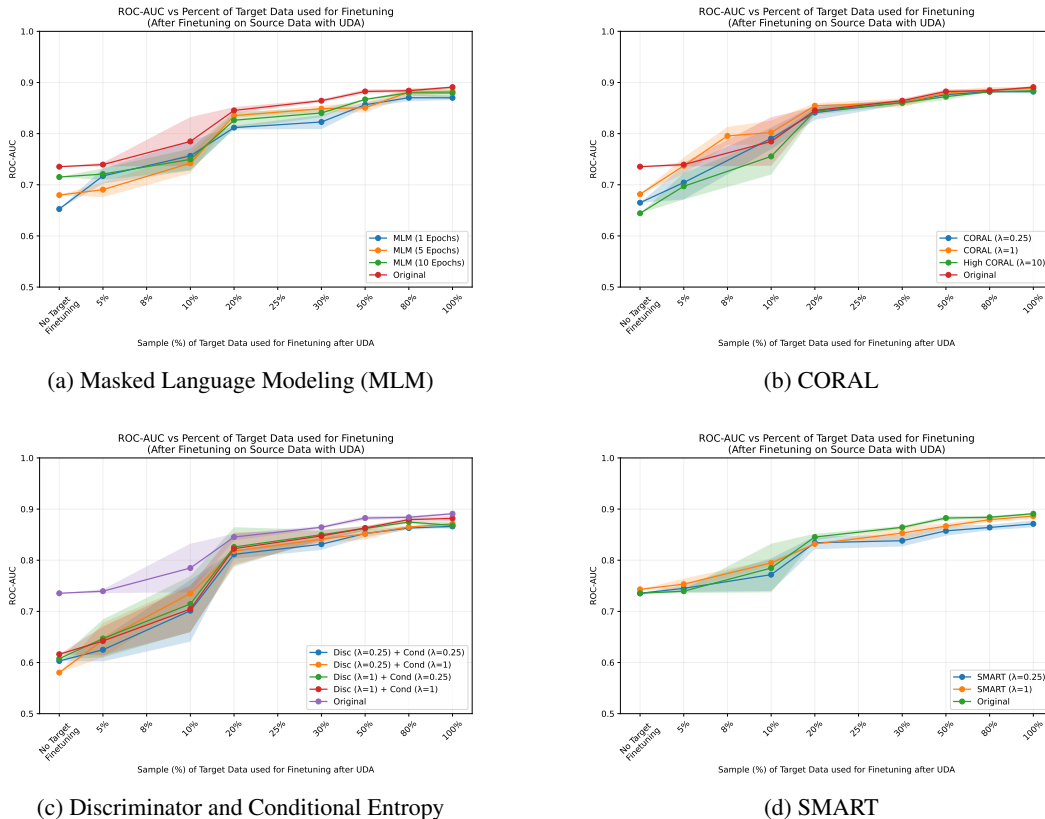 ROC-AUC vs Percent of Target Data used for Finetuning
(After Finetuning on Source Data with UDA)
1.0
0.9
0.8
0.7
0.6
0.5
ROC-AUC
MLM (1 Epochs)
MLM (5 Epochs)
MLM (10 Epochs)
Original
No Target
Finetuning
5%
8%
10%
20%
30%
50%
80%
100%
Sample (%) of Target Data used for Finetuning after UDA
(a) Masked Language Modeling (MLM)
ROC-AUC vs Percent of Target Data used for Finetuning
(After Finetuning on Source Data with UDA)
1.0
0.9
0.8
0.7
0.6
0.5
ROC-AUC
CORAL (λ=0.25)
CORAL (λ=1)
High CORAL (λ=10)
Original
No Target
Finetuning
5%
8%
10%
20%
30%
50%
80%
100%
Sample (%) of Target Data used for Finetuning after UDA
(b) CORAL
ROC-AUC vs Percent of Target Data used for Finetuning
(After Finetuning on Source Data with UDA)
1.0
0.9
0.8
0.7
0.6
0.5
ROC-AUC
Disc (λ=0.25) + Cond (λ=0.25)
Disc (λ=0.25) + Cond (λ=1)
Disc (λ=1) + Cond (λ=0.25)
Disc (λ=1) + Cond (λ=1)
Original
No Target
Finetuning
5%
8%
10%
20%
30%
50%
80%
100%
Sample (%) of Target Data used for Finetuning after UDA
(c) Discriminator and Conditional Entropy
ROC-AUC vs Percent of Target Data used for Finetuning
(After Finetuning on Source Data with UDA)
1.0
0.9
0.8
0.7
0.6
0.5
ROC-AUC
SMART (λ=0.25)
SMART (λ=1)
Original
No Target
Finetuning
5%
8%
10%
20%
30%
50%
80%
100%
Sample (%) of Target Data used for Finetuning after UDA
(d) SMART